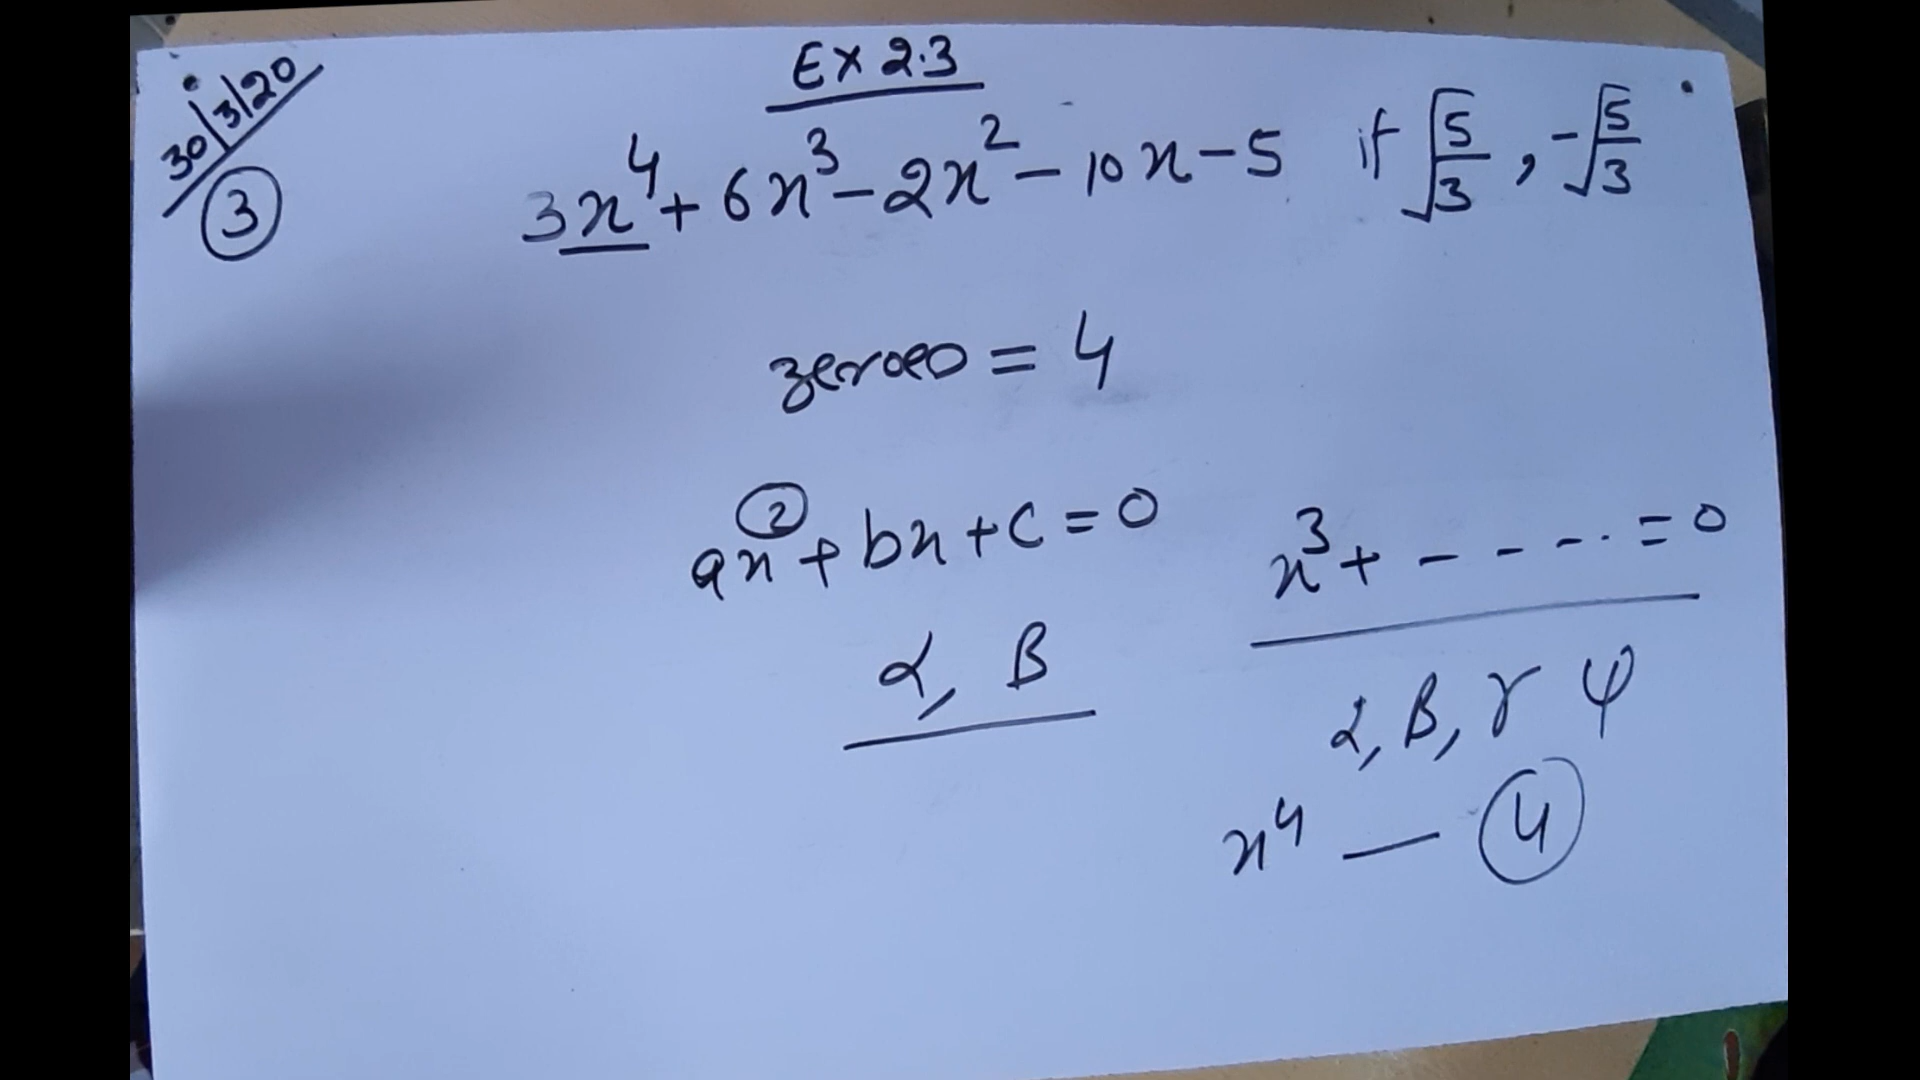 EX 2.3
30/3/20
③
3x⁴ + 6x³ - 2x² - 10x - 5 if √5/3, -√5/3
zeroes = 4
ax² + bx + c = 0
x³ + - - - - . = 0
α, β
α, β, γ φ
x⁴ — ④